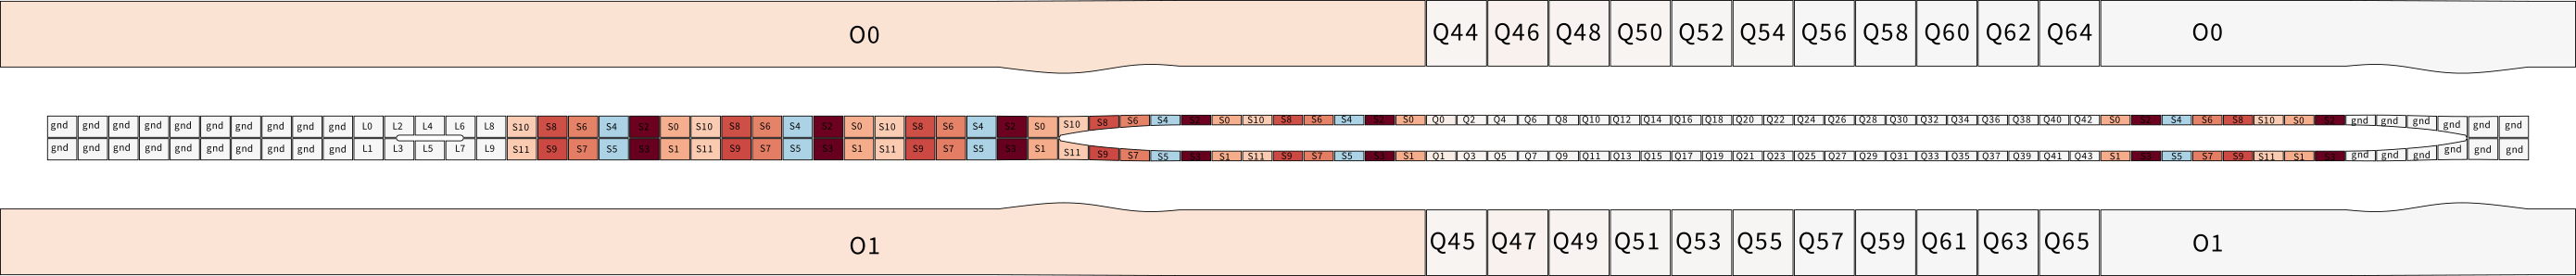 O0 Q44 Q46 Q48 Q50 Q52 Q54 Q56 Q58 Q60 Q62 Q64 O0
gnd gnd gnd gnd gnd gnd gnd gnd gnd gnd L0 L2 L4 L6 L8 S10 S8 S6 S4 S2 S0 S10 S8 S6 S4 S2 S0 S10 S8 S6 S4 S2 S0 S10 S8 S6 S4 S2 S0 S10 S8 S6 S4 S2 S0 Q0 Q2 Q4 Q6 Q8 Q10 Q12 Q14 Q16 Q18 Q20 Q22 Q24 Q26 Q28 Q30 Q32 Q34 Q36 Q38 Q40 Q42 S0 S2 S4 S6 S8 S10 S0 S2 gnd gnd gnd gnd gnd gnd
gnd gnd gnd gnd gnd gnd gnd gnd gnd gnd L1 L3 L5 L7 L9 S11 S9 S7 S5 S3 S1 S11 S9 S7 S5 S3 S1 S11 S9 S7 S5 S3 S1 S11 S9 S7 S5 S3 S1 S11 S9 S7 S5 S3 S1 Q1 Q3 Q5 Q7 Q9 Q11 Q13 Q15 Q17 Q19 Q21 Q23 Q25 Q27 Q29 Q31 Q33 Q35 Q37 Q39 Q41 Q43 S1 S3 S5 S7 S9 S11 S1 S3 gnd gnd gnd gnd gnd gnd
O1 Q45 Q47 Q49 Q51 Q53 Q55 Q57 Q59 Q61 Q63 Q65 O1